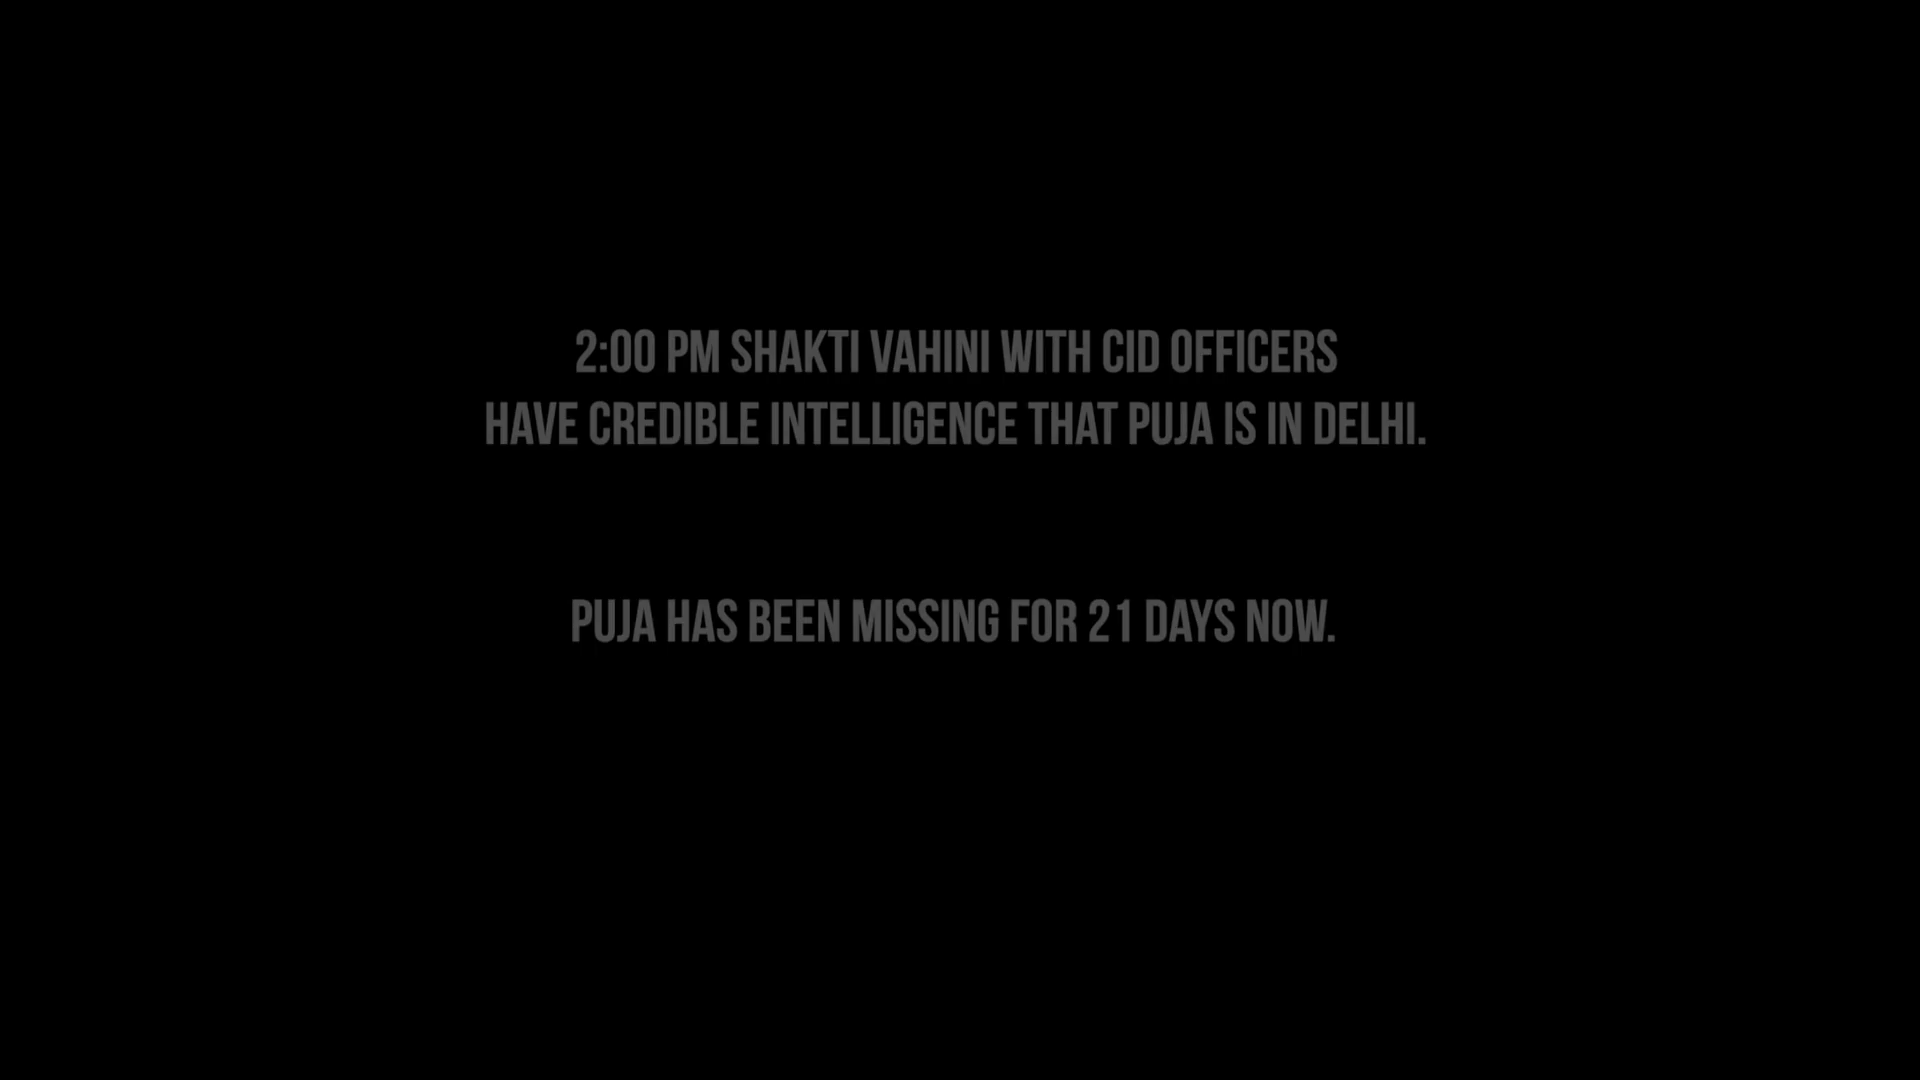 2:00 PM SHAKTI VAHINI WITH CID OFFICERS
HAVE CREDIBLE INTELLIGENCE THAT PUJA IS IN DELHI.
PUJA HAS BEEN MISSING FOR 21 DAYS NOW.